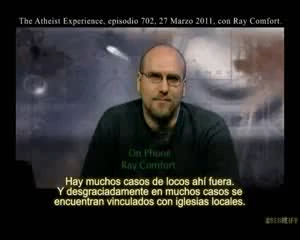 The Atheist Experience, episodio 702, 27 Marzo 2011, con Ray Comfort.
On Phone
Ray Comfort
Hay muchos casos de locos ahí fuera.
Y desgraciadamente en muchos casos se
encuentran vinculados con iglesias locales.